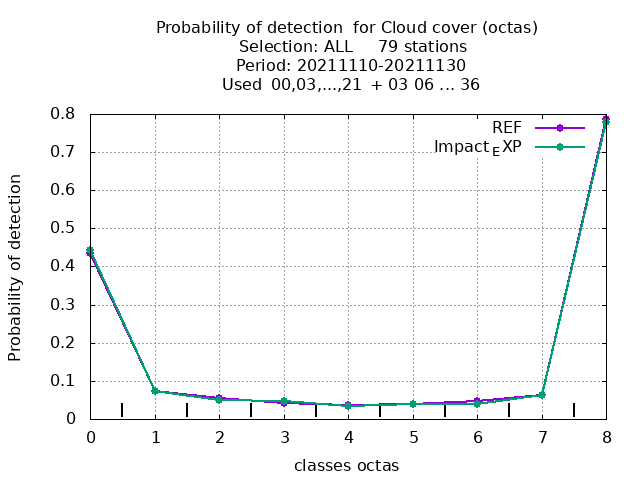 Probability of detection  for Cloud cover (octas)
Selection: ALL     79 stations
Period: 20211110-20211130
Used  00,03,...,21  + 03 06 ... 36
REF
Impact_EXP
Probability of detection
0.8
0.7
0.6
0.5
0.4
0.3
0.2
0.1
0
0 1 2 3 4 5 6 7 8
classes octas